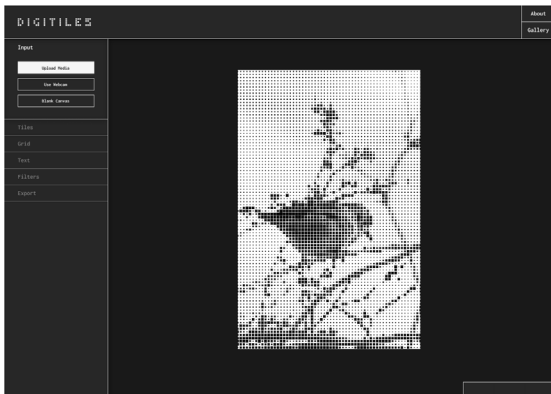 DIGITILES
About
Gallery
Input
Upload Media
Use Webcam
Blank Canvas
Tiles
Grid
Text
Filters
Export